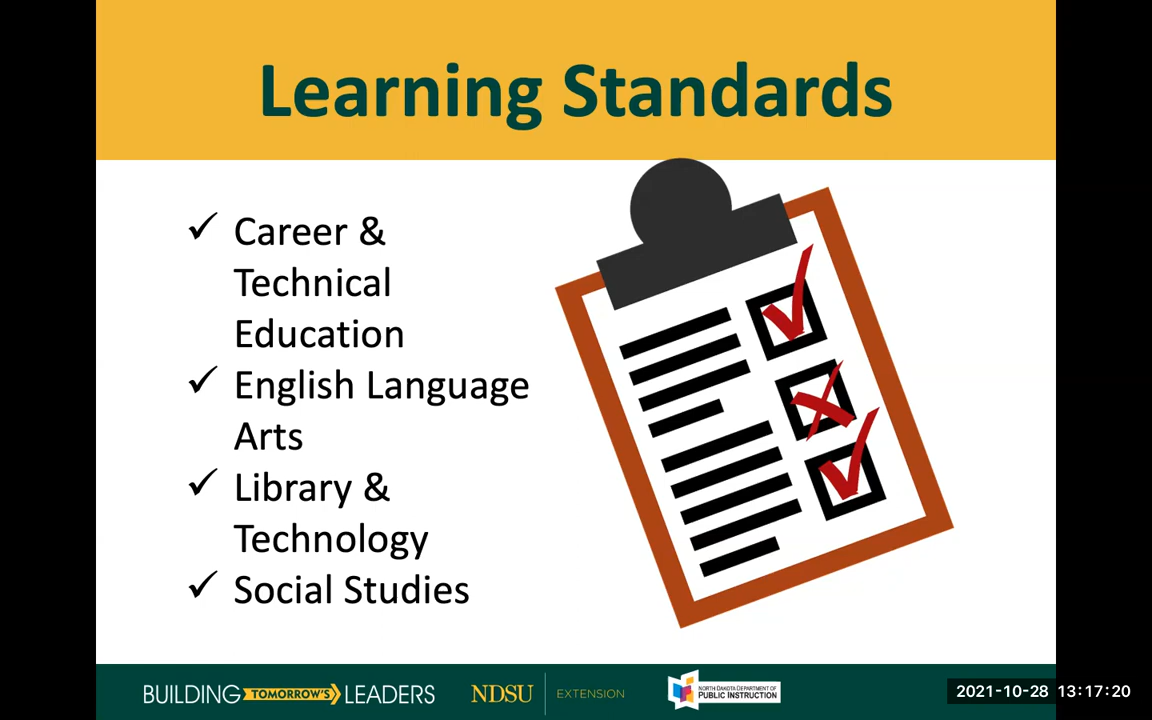 Learning Standards
✓ Career &
Technical
Education
✓ English Language
Arts
✓ Library &
Technology
✓ Social Studies
BUILDING TOMORROW'S LEADERS
NDSU EXTENSION
NORTH DAKOTA DEPARTMENT OF
PUBLIC INSTRUCTION
2021-10-28 13:17:20